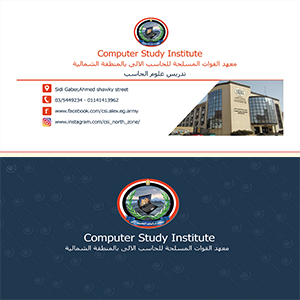 Computer Study Institute
معهد القوات المسلحة للحاسب الالى بالمنطقة الشمالية
تدريس علوم الحاسب
Sidi Gaber,Ahmed shawky street
03/5449234 - 01141413962
www.facebook.com/csi.alex.eg.army
www.instagram.com/csi_north_zone/
Computer Study Institute
معهد القوات المسلحة للحاسب الالى بالمنطقة الشمالية